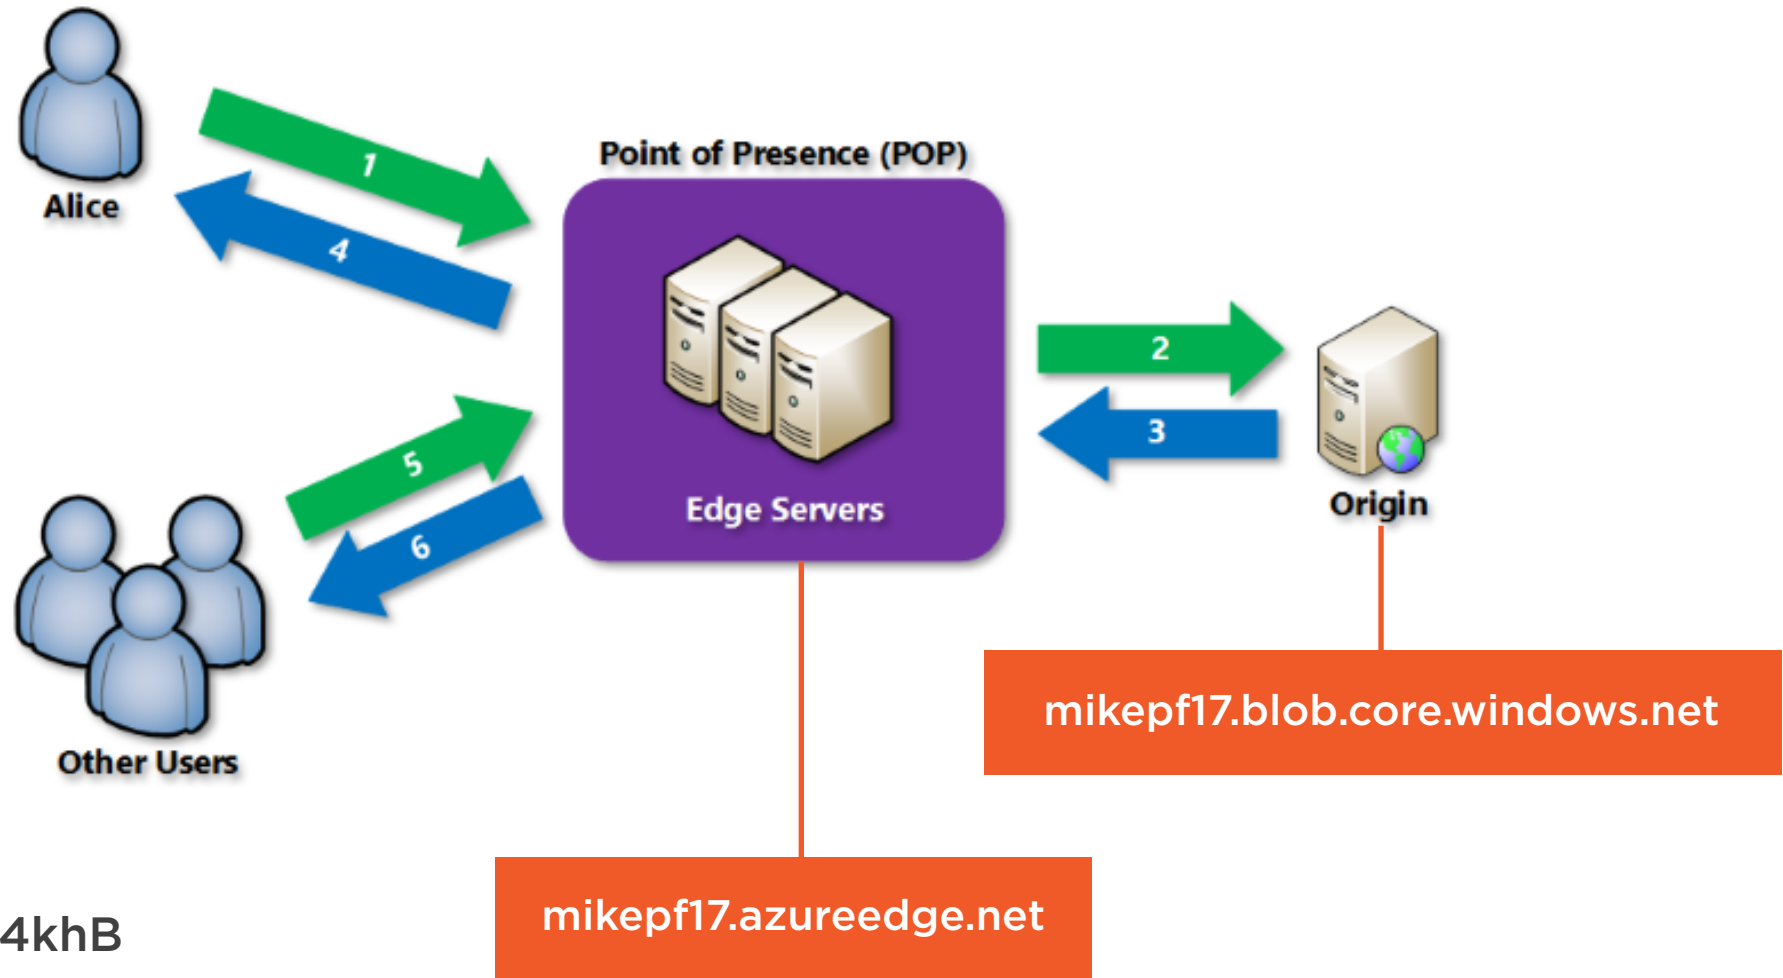 Alice
1
4
Point of Presence (POP)
Edge Servers
2
3
Origin
5
6
Other Users
mikepf17.blob.core.windows.net
mikepf17.azureedge.net
4khB